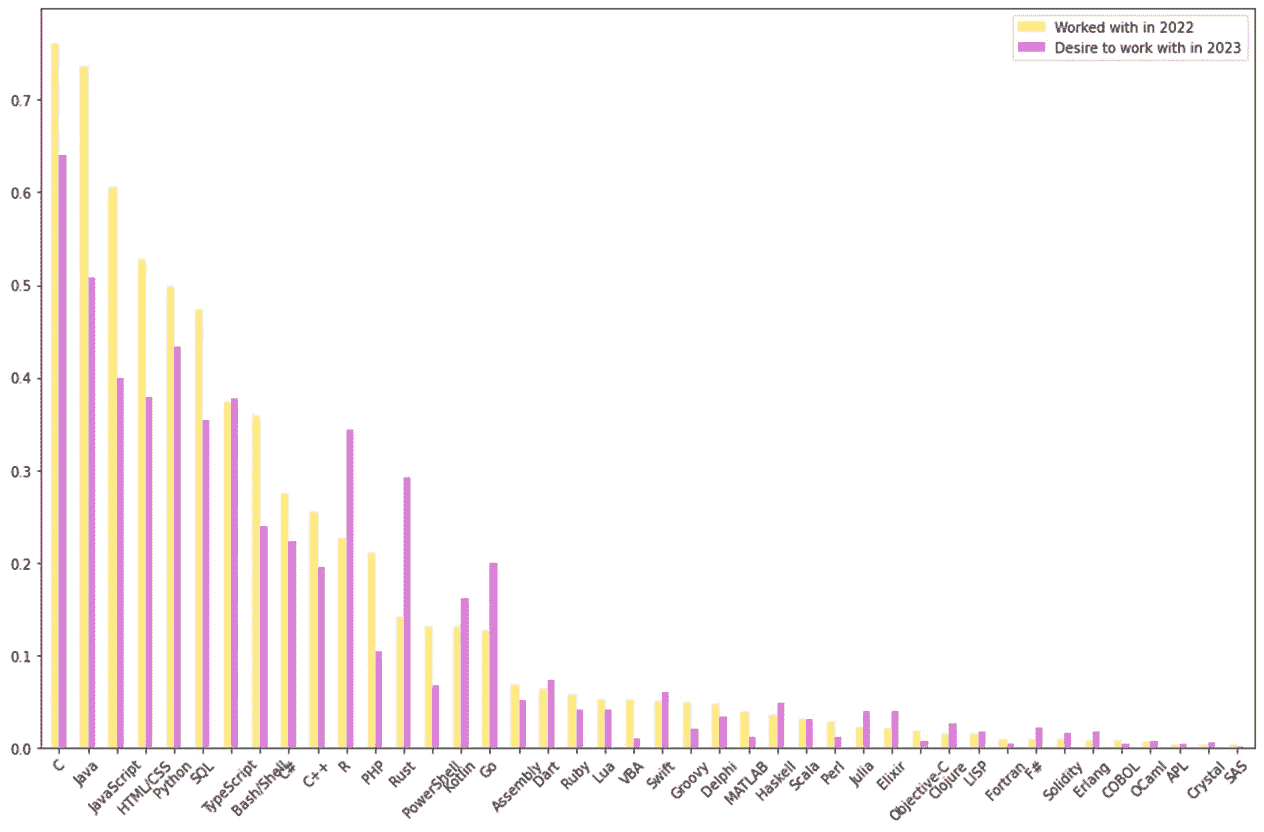 Worked with in 2022
Desire to work with in 2023
0.7
0.6
0.5
0.4
0.3
0.2
0.1
0.0
C
Java
JavaScript
HTML/CSS
Python
SQL
TypeScript
Bash/Shell
C#
C++
R
PHP
Rust
PowerShell
Kotlin
Go
Assembly
Dart
Ruby
Lua
VBA
Swift
Groovy
Delphi
MATLAB
Haskell
Scala
Perl
Julia
Elixir
Objective-C
Clojure
LISP
Fortran
F#
Solidity
Erlang
COBOL
OCaml
APL
Crystal
SAS